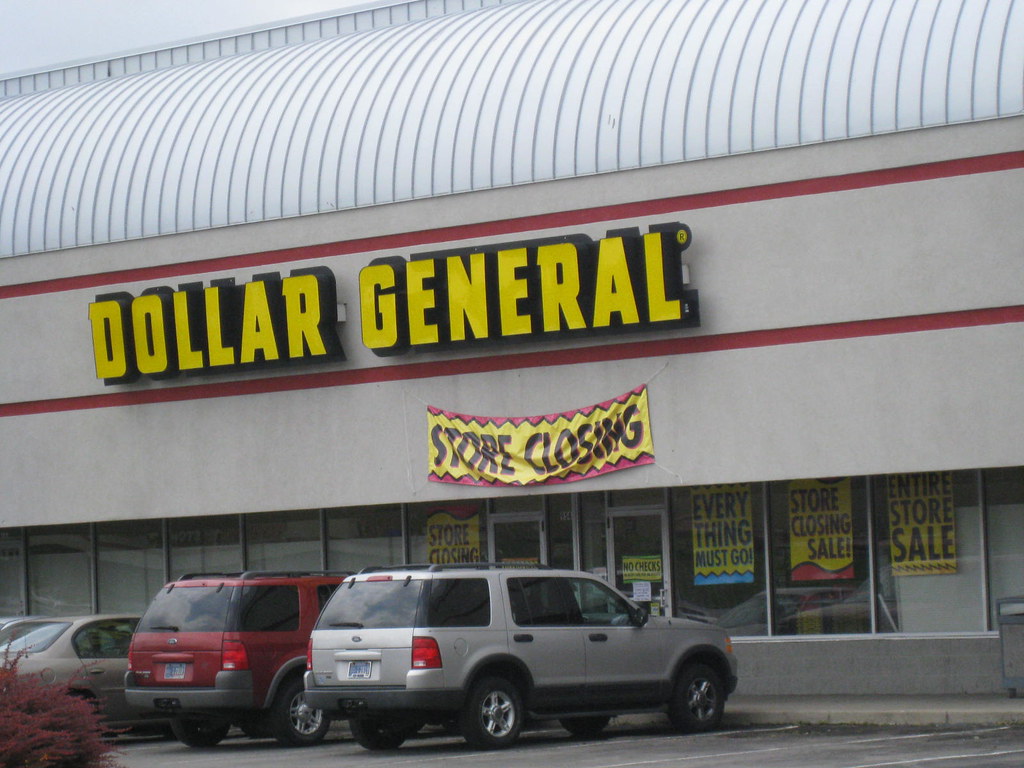 DOLLAR GENERAL®
STORE CLOSING
STORE
CLOSING
NO CHECKS
EVERY
THING
MUST GO!
STORE
CLOSING
SALE!
ENTIRE
STORE
SALE